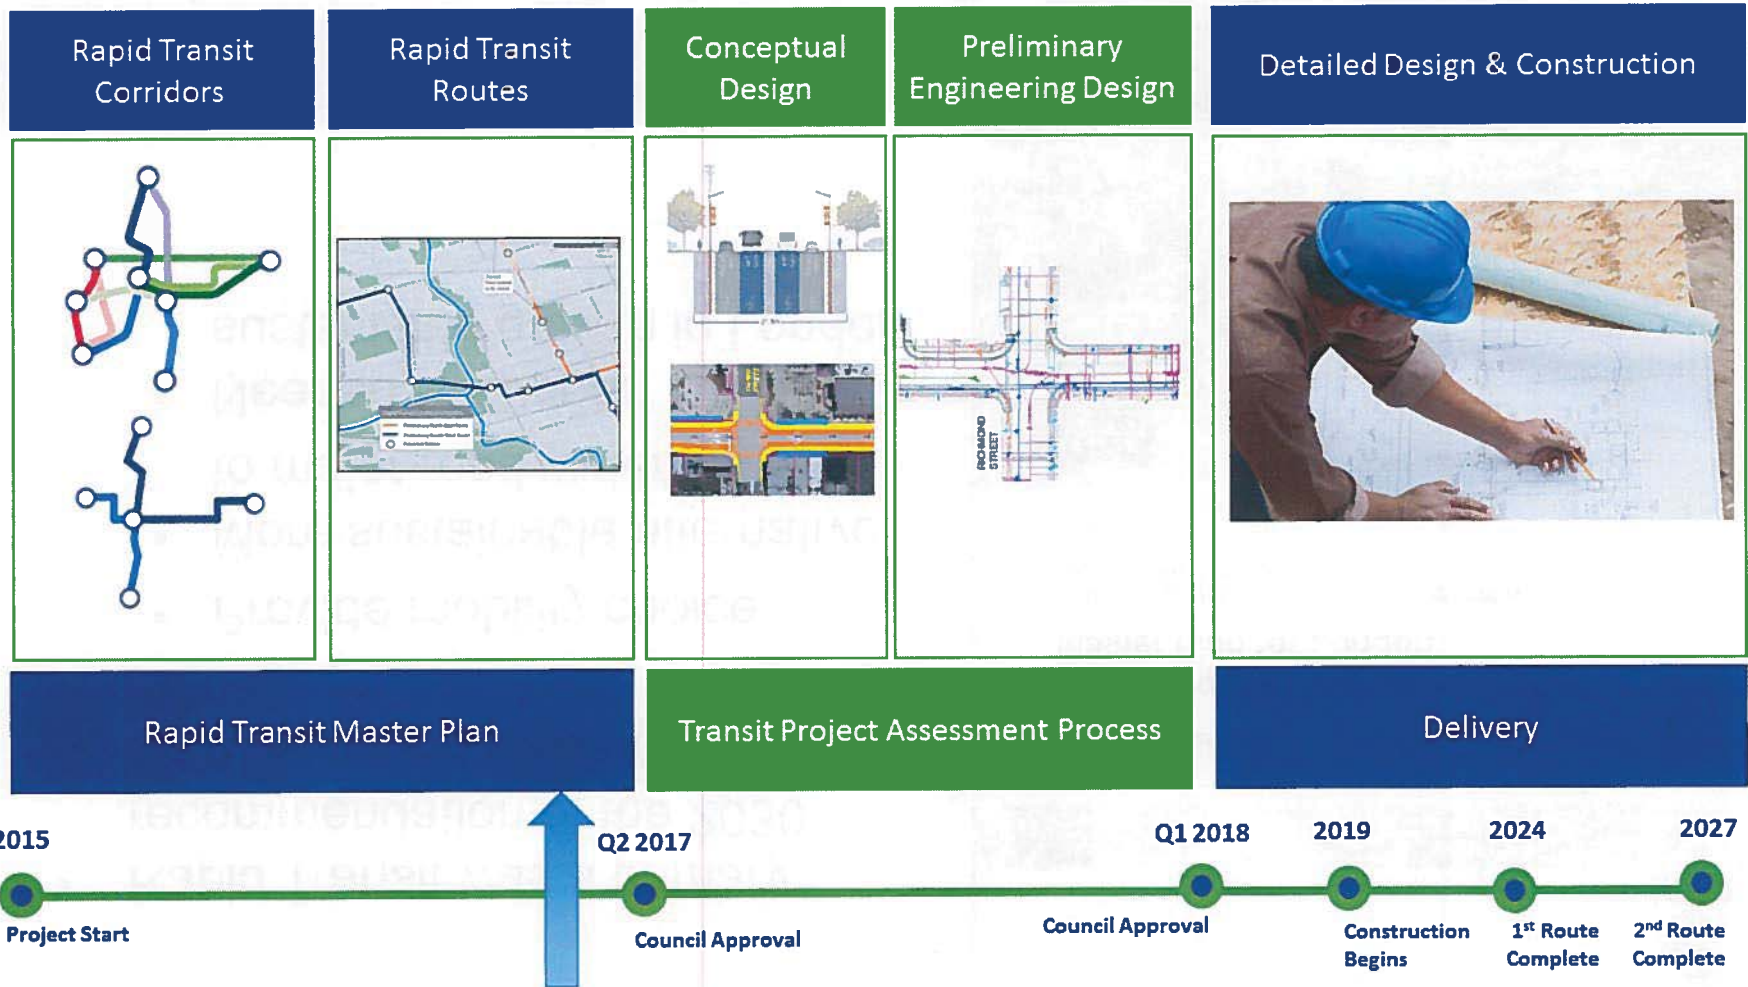 Rapid Transit
Corridors
Rapid Transit
Routes
Conceptual
Design
Preliminary
Engineering Design
Detailed Design & Construction
RICHMOND
STREET
Rapid Transit Master Plan
Transit Project Assessment Process
Delivery
2015
Q2 2017
Q1 2018
2019
2024
2027
Project Start
Council Approval
Council Approval
Construction
Begins
1st Route
Complete
2nd Route
Complete